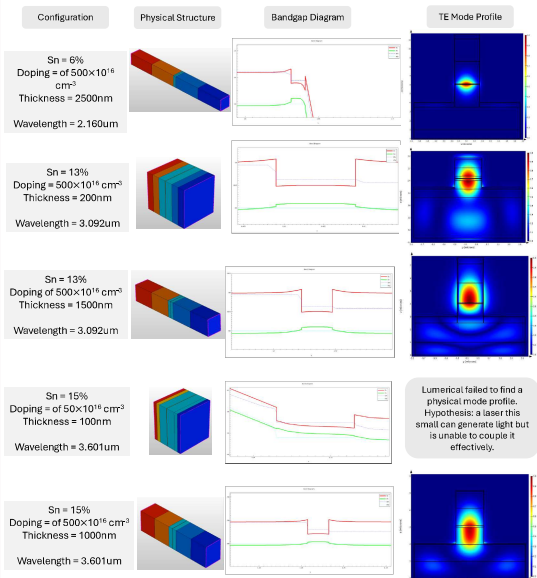 Configuration
Physical Structure
Bandgap Diagram
TE Mode Profile
Sn = 6%
Doping = of 500×10¹⁶
cm⁻³
Thickness = 2500nm
Wavelength = 2.160um
Sn = 13%
Doping = 500×10¹⁶ cm⁻³
Thickness = 200nm
Wavelength = 3.092um
Sn = 13%
Doping of 500×10¹⁶ cm⁻³
Thickness = 1500nm
Wavelength = 3.092um
Sn = 15%
Doping = of 50×10¹⁶ cm⁻³
Thickness = 100nm
Wavelength = 3.601um
Lumerical failed to find a
physical mode profile.
Hypothesis: a laser this
small can generate light but
is unable to couple it
effectively.
Sn = 15%
Doping = of 500×10¹⁶ cm⁻³
Thickness = 1000nm
Wavelength = 3.601um